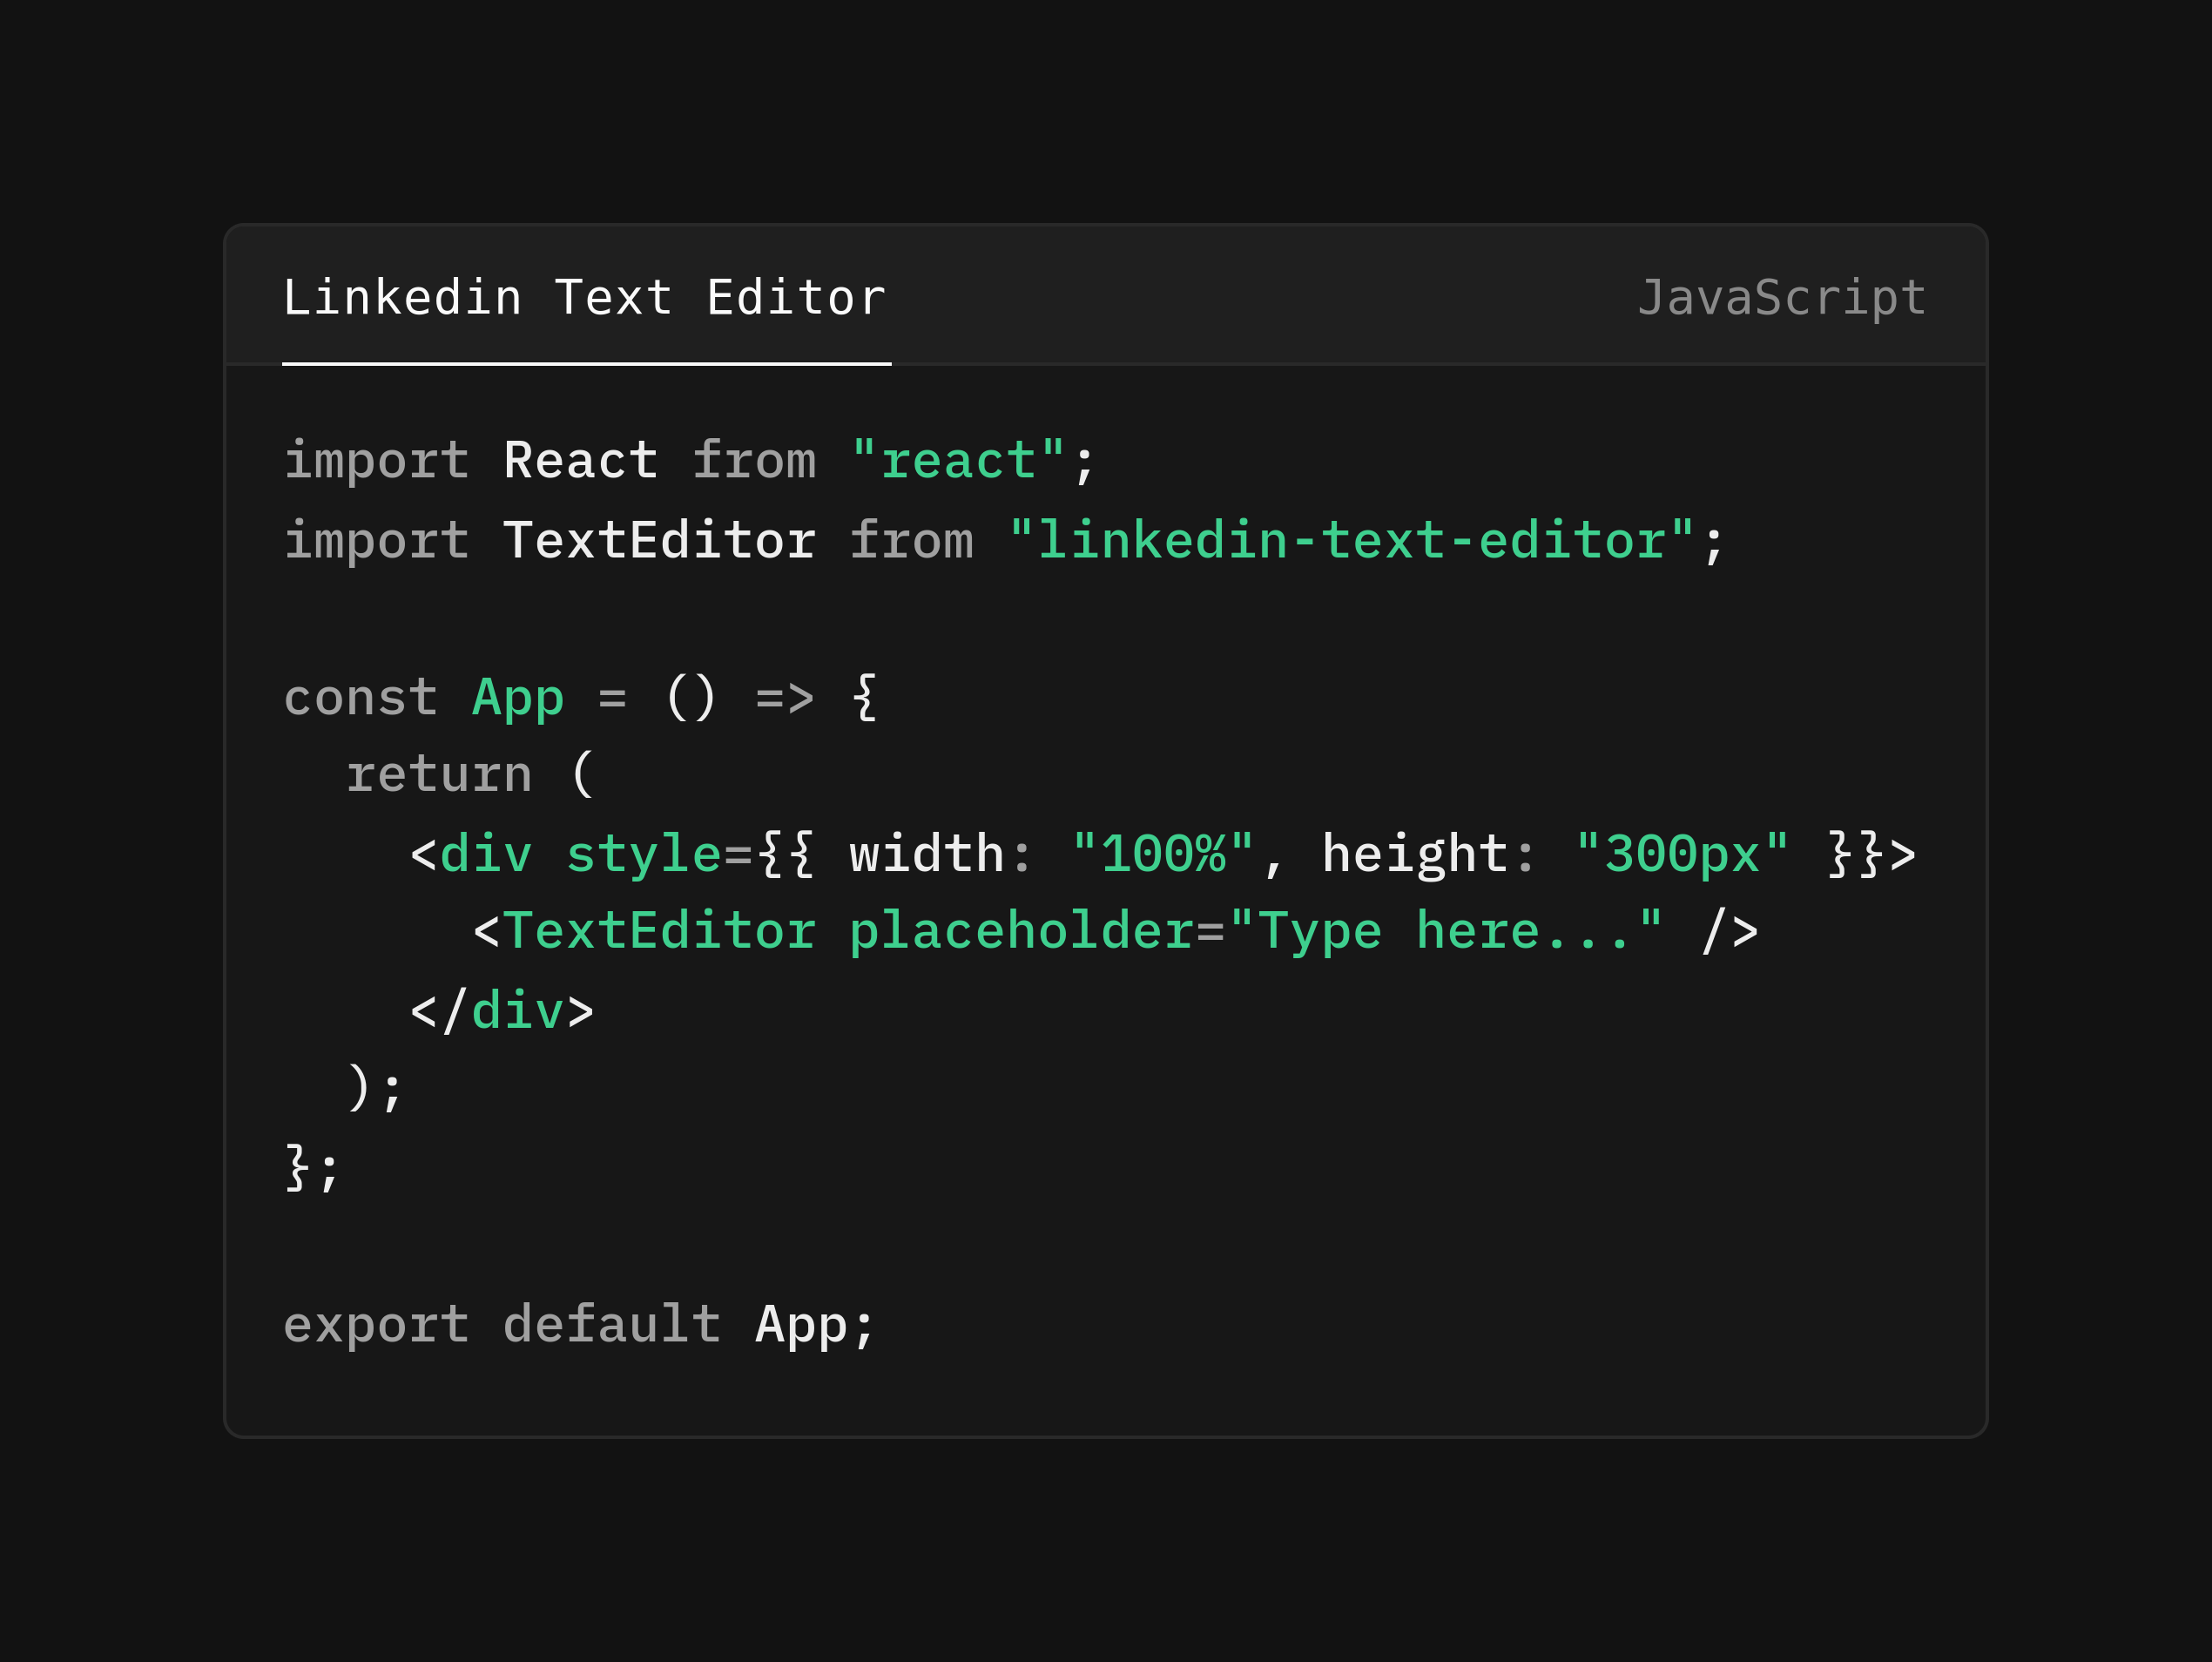 Linkedin Text Editor
JavaScript
import React from "react";
import TextEditor from "linkedin-text-editor";

const App = () => {
  return (
    <div style={{ width: "100%", height: "300px" }}>
      <TextEditor placeholder="Type here..." />
    </div>
  );
};

export default App;